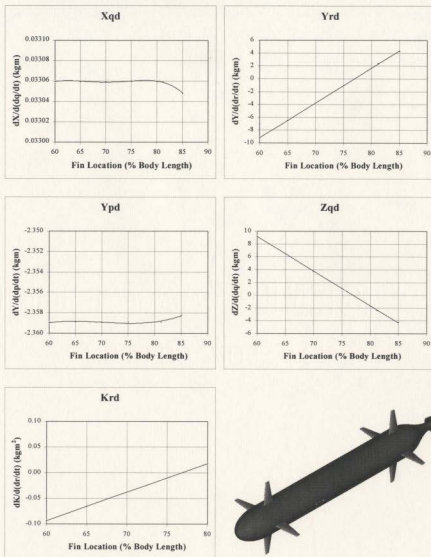 Xqd
dX/d(dq/dt) (kgm)
0.03310
0.03308
0.03306
0.03304
0.03302
0.03300
60 65 70 75 80 85 90
Fin Location (% Body Length)
Yrd
dY/d(dr/dt) (kgm)
6
4
2
0
-2
-4
-6
-8
-10
60 65 70 75 80 85 90
Fin Location (% Body Length)
Ypd
dY/d(dp/dt) (kgm)
-2.350
-2.352
-2.354
-2.356
-2.358
-2.360
60 65 70 75 80 85 90
Fin Location (% Body Length)
Zqd
dZ/d(dq/dt) (kgm)
10
8
6
4
2
0
-2
-4
-6
60 65 70 75 80 85 90
Fin Location (% Body Length)
Krd
dK/d(dr/dt) (kgm²)
0.10
0.05
0.00
-0.05
-0.10
60 65 70 75 80
Fin Location (% Body Length)